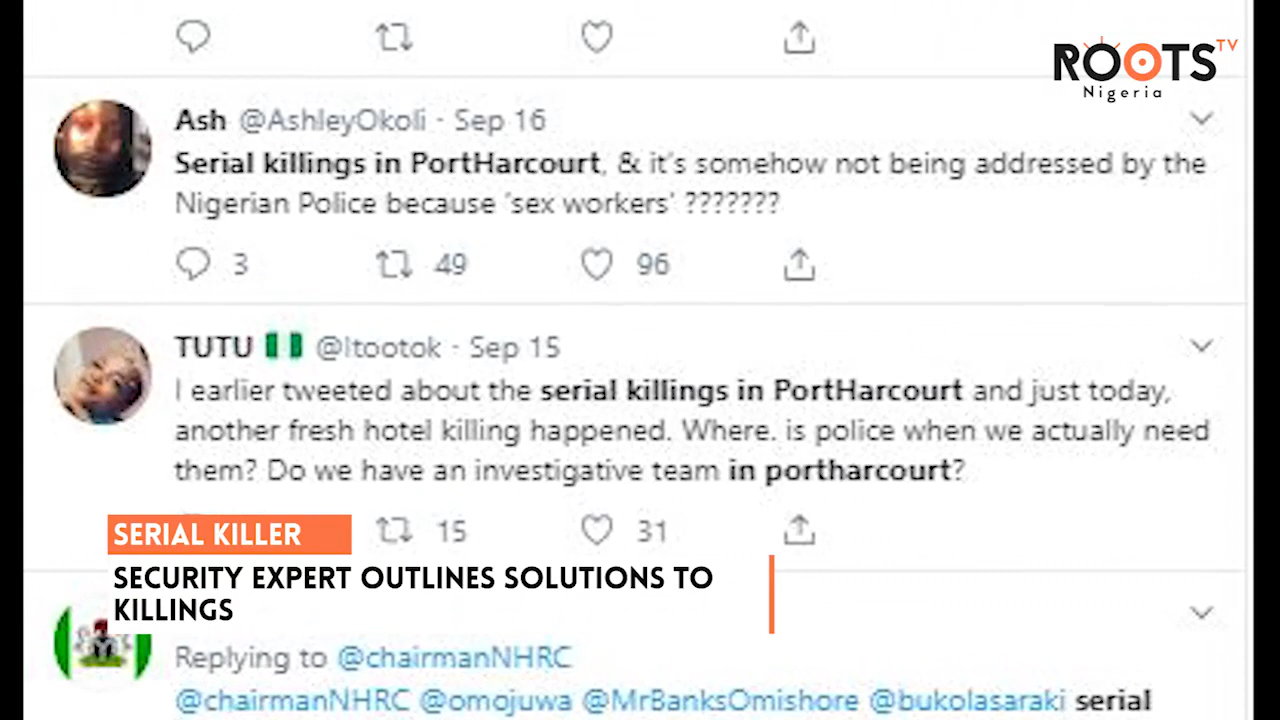 ROOTS TV
Nigeria
Ash @AshleyOkoli · Sep 16
Serial killings in PortHarcourt, & it's somehow not being addressed by the
Nigerian Police because 'sex workers' ???????
3 49 96
TUTU @Itootok · Sep 15
I earlier tweeted about the serial killings in PortHarcourt and just today,
another fresh hotel killing happened. Where. is police when we actually need
them? Do we have an investigative team in portharcourt?
15 31
SERIAL KILLER
SECURITY EXPERT OUTLINES SOLUTIONS TO
KILLINGS
Replying to @chairmanNHRC
@chairmanNHRC @omojuwa @MrBanksOmishore @bukolasaraki serial